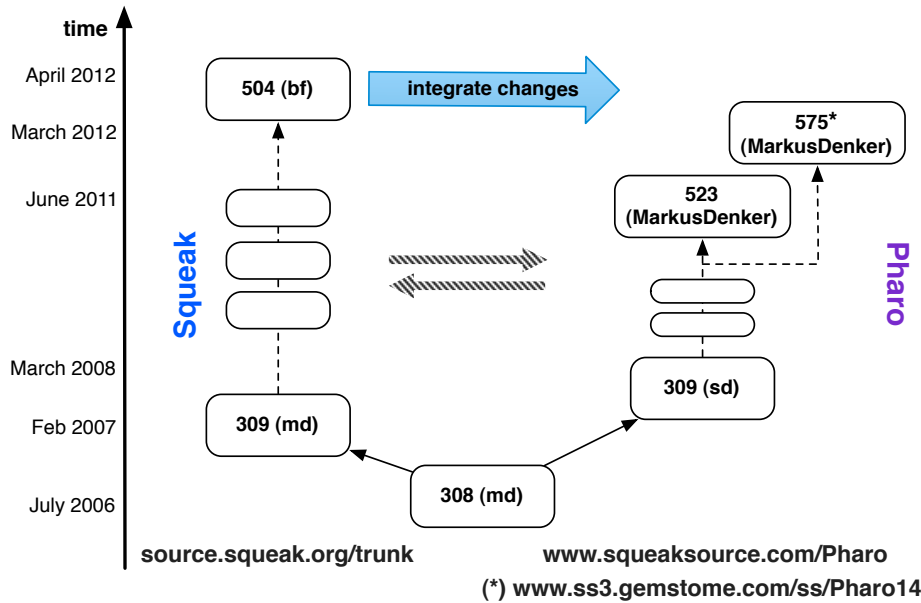 time
April 2012
504 (bf)
integrate changes
March 2012
575*
(MarkusDenker)
June 2011
523
(MarkusDenker)
Squeak
Pharo
March 2008
309 (sd)
Feb 2007
309 (md)
308 (md)
July 2006
source.squeak.org/trunk
www.squeaksource.com/Pharo
(*) www.ss3.gemstome.com/ss/Pharo14